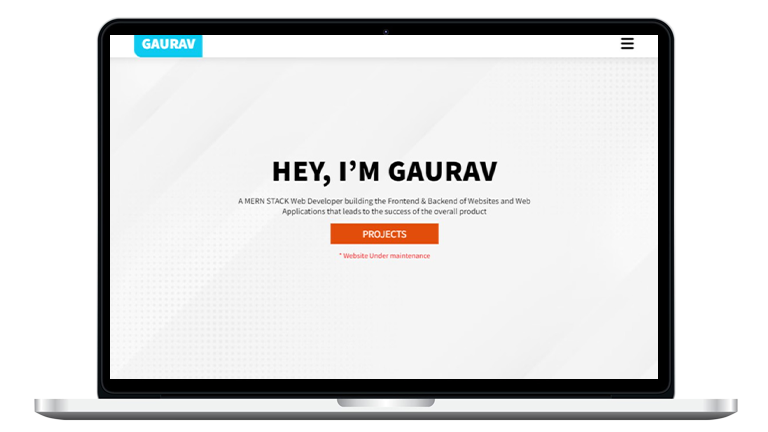 GAURAV
HEY, I’M GAURAV
A MERN STACK Web Developer building the Frontend & Backend of Websites and Web
Applications that leads to the success of the overall product
PROJECTS
* Website Under maintenance